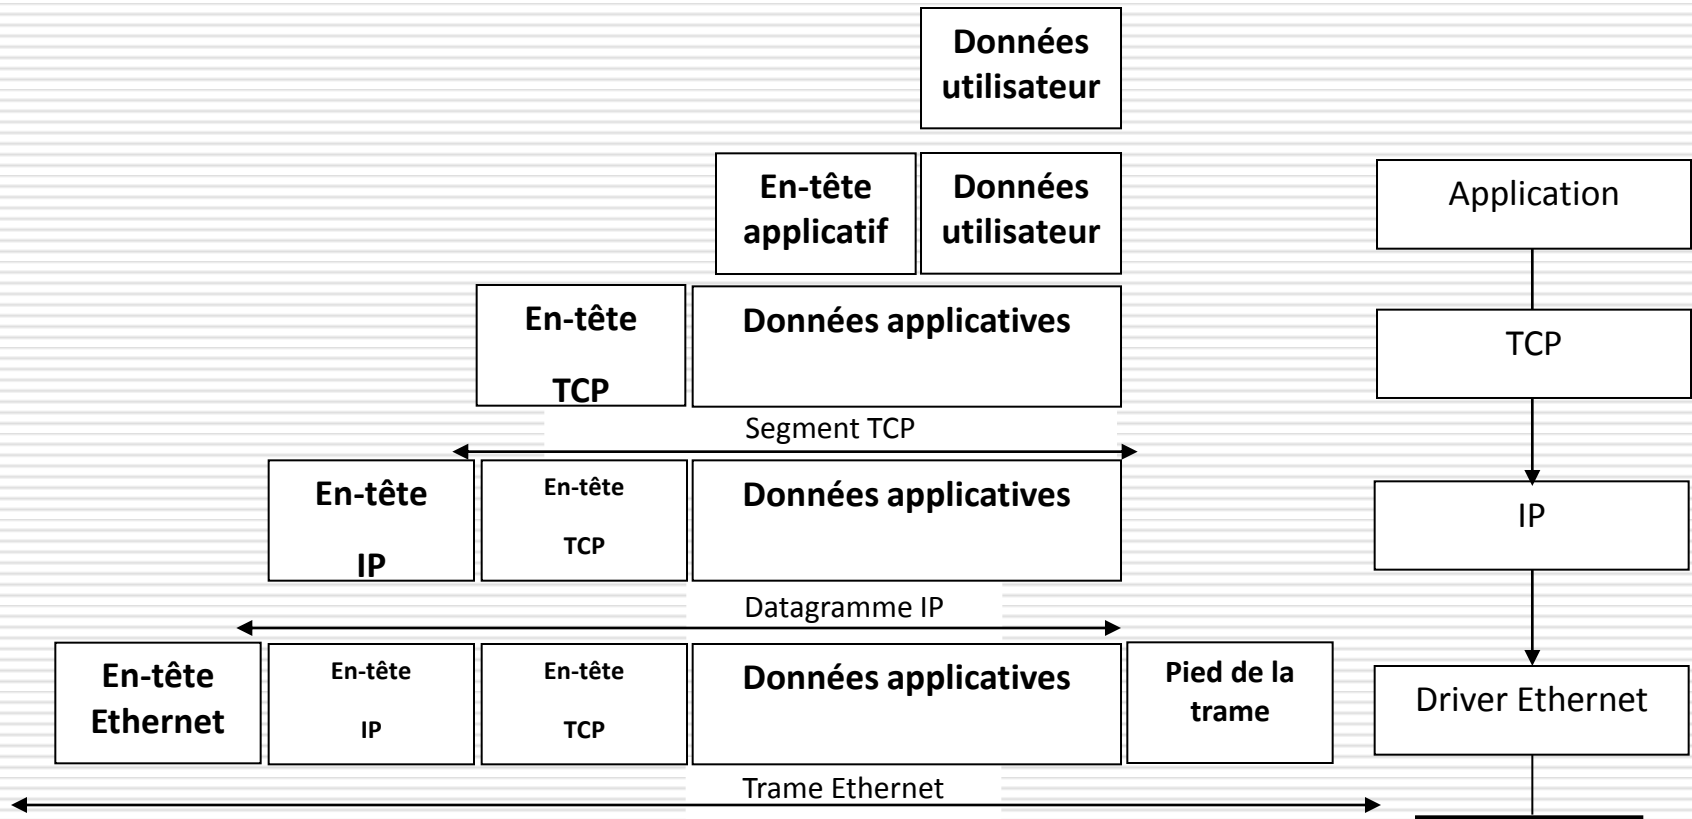 Données
utilisateur
En-tête
applicatif
Données
utilisateur
Application
En-tête
TCP
Données applicatives
TCP
Segment TCP
En-tête
IP
En-tête
TCP
Données applicatives
IP
Datagramme IP
En-tête
Ethernet
En-tête
IP
En-tête
TCP
Données applicatives
Pied de la
trame
Driver Ethernet
Trame Ethernet